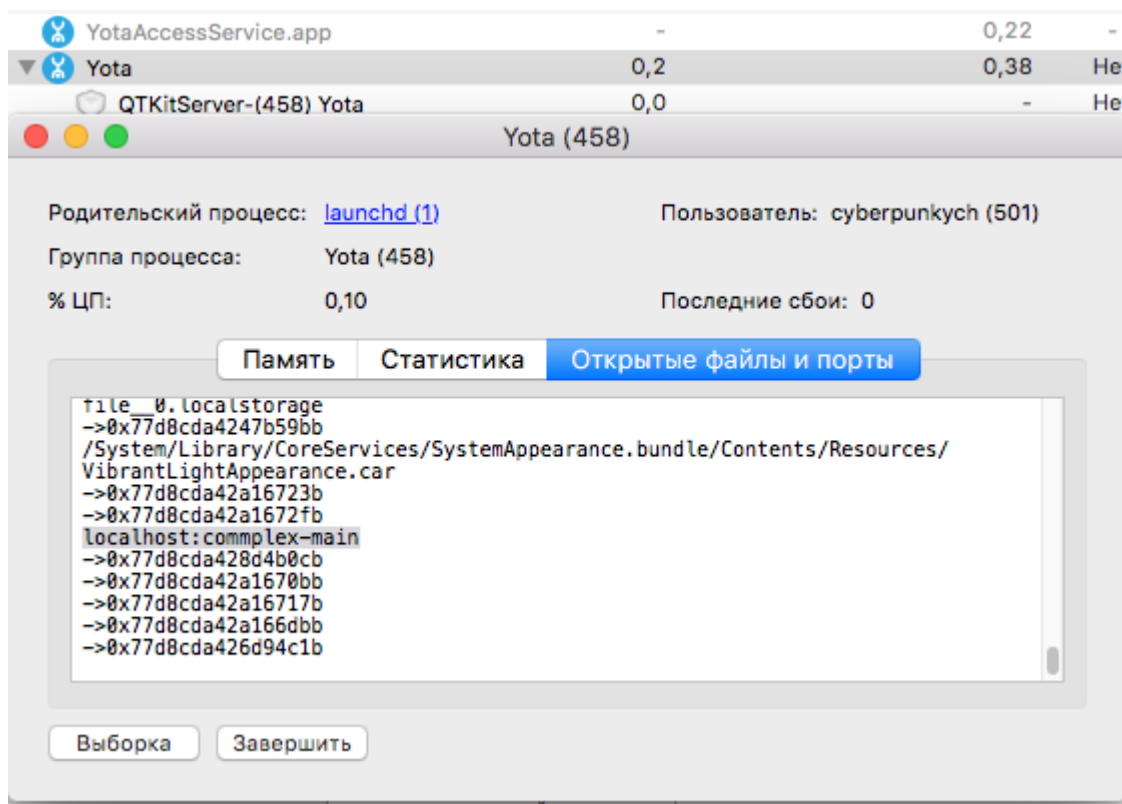 YotaAccessService.app - 0,22 -
Yota 0,2 0,38 Не
QTKitServer-(458) Yota 0,0 - Не
Yota (458)
Родительский процесс: launchd (1) Пользователь: cyberpunkych (501)
Группа процесса: Yota (458)
% ЦП: 0,10 Последние сбои: 0
Память Статистика Открытые файлы и порты
file__0.localstorage
->0x77d8cda4247b59bb
/System/Library/CoreServices/SystemAppearance.bundle/Contents/Resources/
VibrantLightAppearance.car
->0x77d8cda42a16723b
->0x77d8cda42a1672fb
localhost:commplex-main
->0x77d8cda428d4b0cb
->0x77d8cda42a1670bb
->0x77d8cda42a16717b
->0x77d8cda42a166dbb
->0x77d8cda426d94c1b
Выборка Завершить